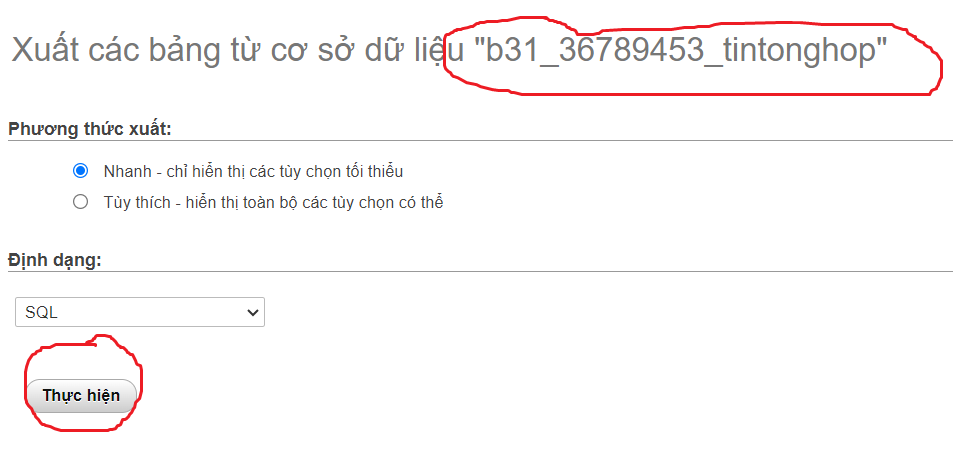 Xuất các bảng từ cơ sở dữ liệu "b31_36789453_tintonghop"
Phương thức xuất:
Nhanh - chỉ hiển thị các tùy chọn tối thiểu
Tùy thích - hiển thị toàn bộ các tùy chọn có thể
Định dạng:
SQL
Thực hiện